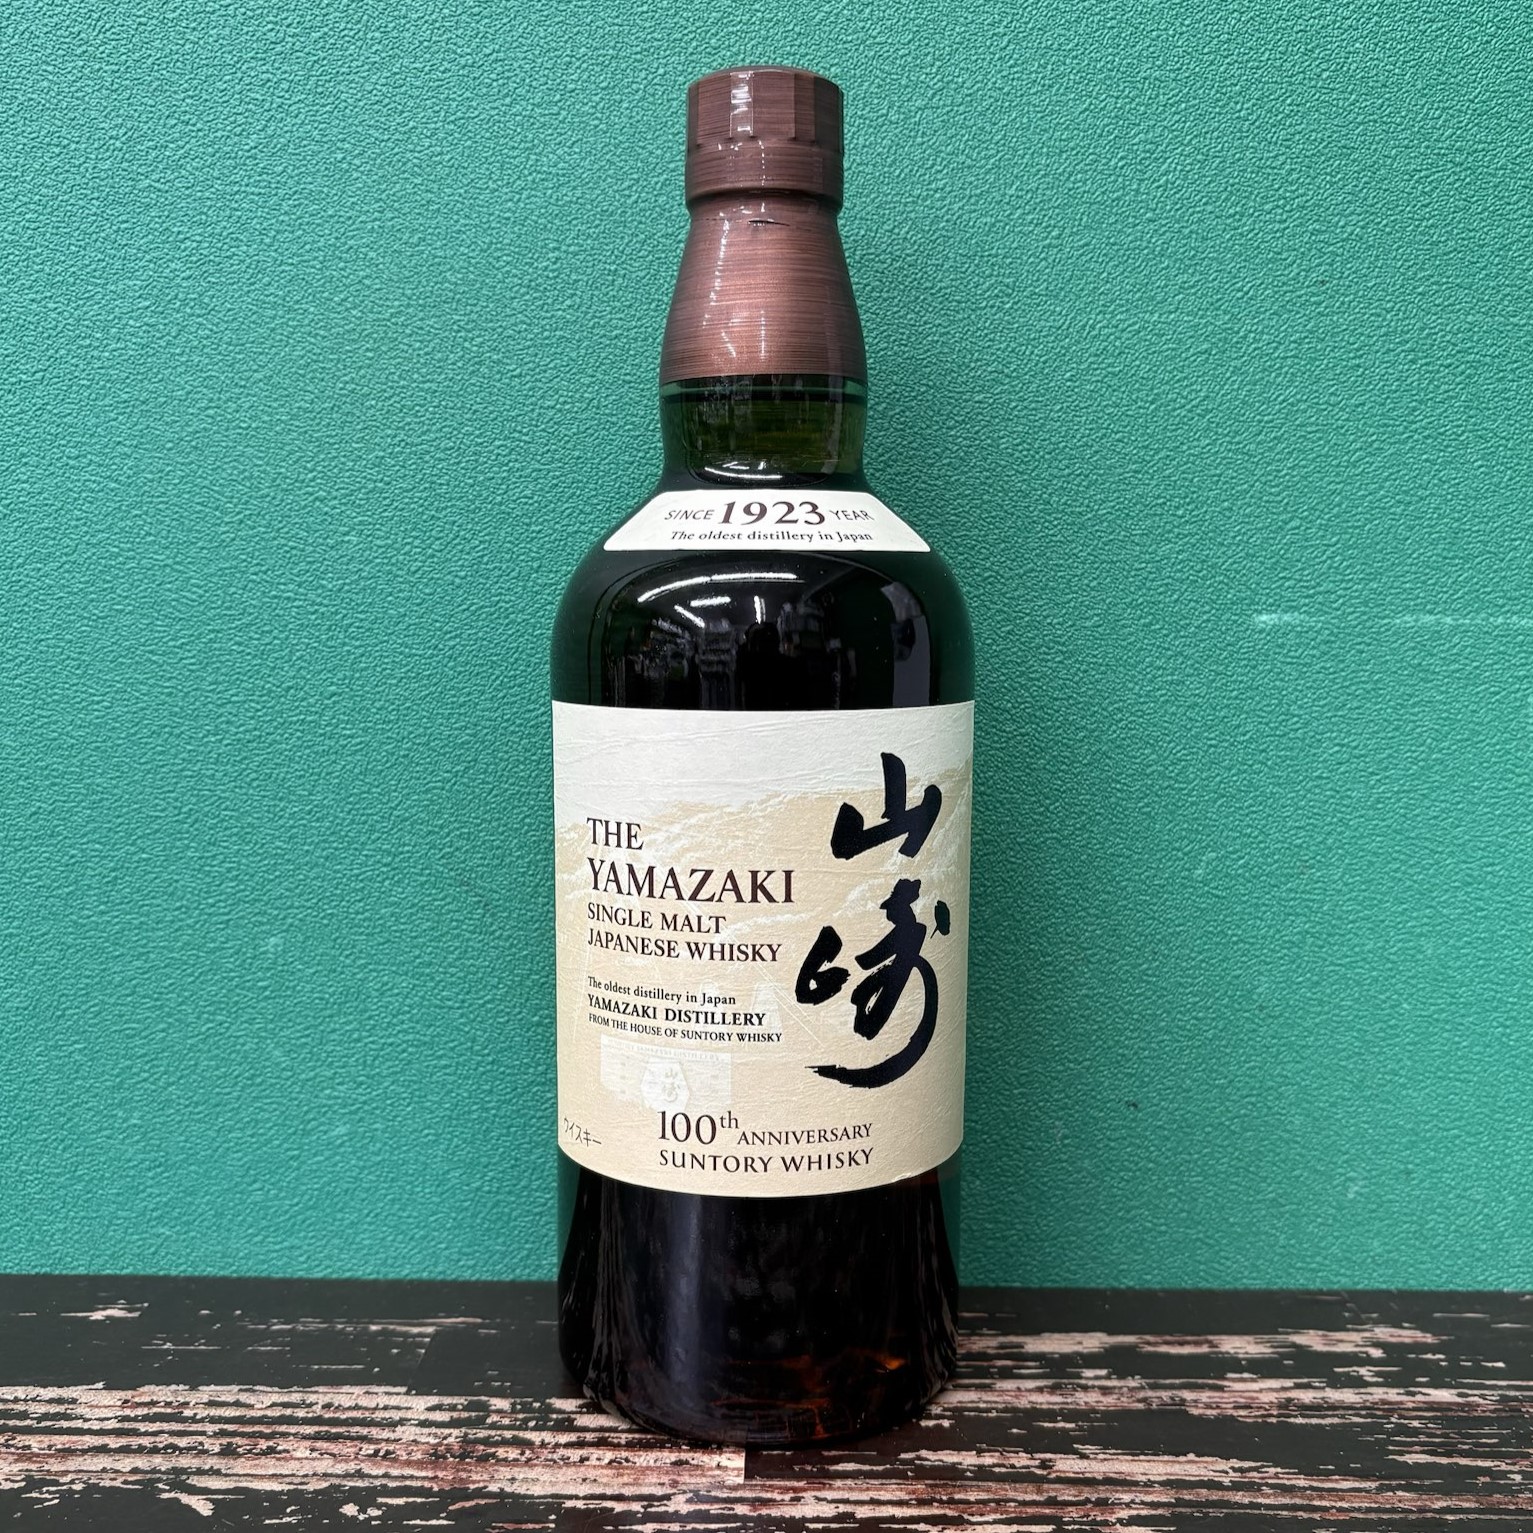 SINCE 1923 YEAR
The oldest distillery in Japan
山崎
THE
YAMAZAKI
SINGLE MALT
JAPANESE WHISKY
The oldest distillery in Japan
YAMAZAKI DISTILLERY
FROM THE HOUSE OF SUNTORY WHISKY
山崎
100th ANNIVERSARY
SUNTORY WHISKY
ウイスキー